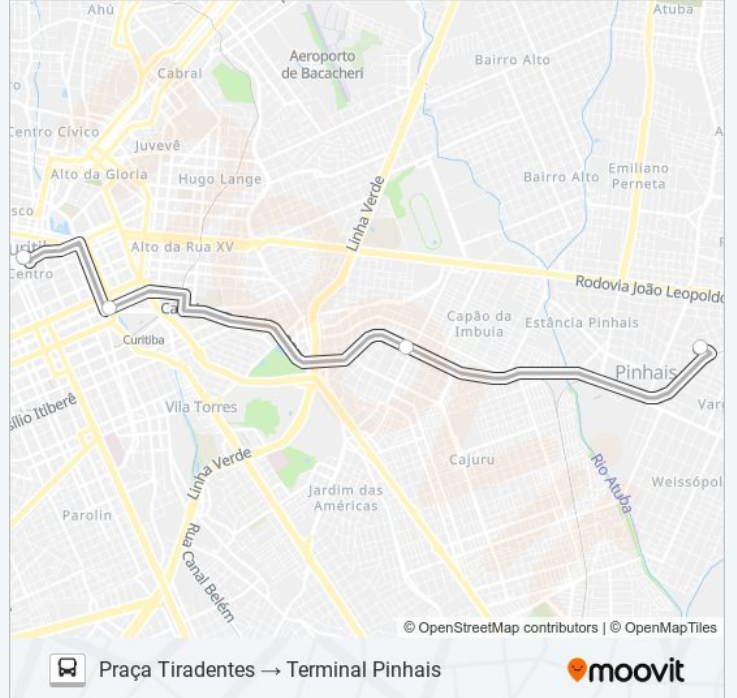 Ahú
Atuba
Aeroporto
de Bacacheri
Bairro Alto
Cabral
Centro Cívico
Juvevê
Alto da Gloria
Hugo Lange
Bairro Alto
Emiliano
Perneta
Linha Verde
Alto da Rua XV
Centro
Rodovia João Leopoldo
Capão da
Imbuia
Estância Pinhais
Curitiba
Pinhais
Vila Torres
Cajuru
Linha Verde
Rio Atuba
Weissópol
Jardim das
Américas
Parolin
Rua Canal Belém
© OpenStreetMap contributors | © OpenMapTiles
Praça Tiradentes → Terminal Pinhais
moovit